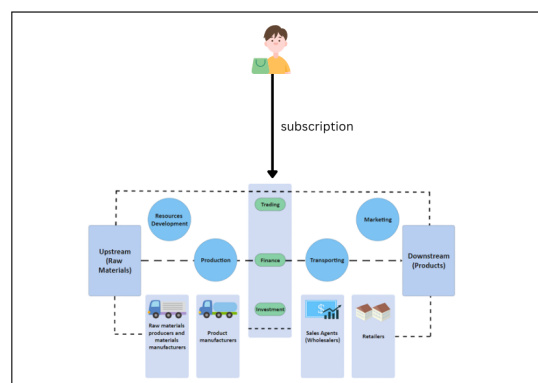 subscription
Trading
Resources
Development
Marketing
Upstream
(Raw
Materials)
Production
Finance
Transporting
Downstream
(Products)
Investment
$
Raw materials
producers and
materials
manufacturers
Product
manufacturers
Sales Agents
(Wholesalers)
Retailers